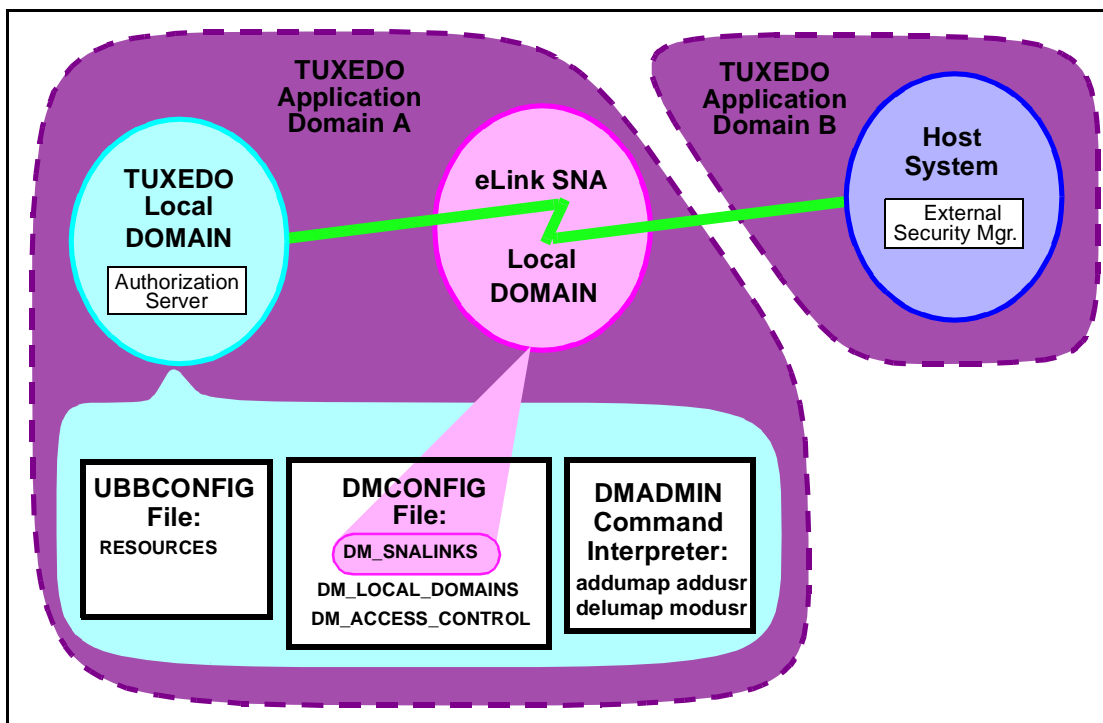 TUXEDO
Application
Domain A
TUXEDO
Application
Domain B
TUXEDO
Local
DOMAIN
Authorization
Server
eLink SNA
Local
DOMAIN
Host
System
External
Security Mgr.
UBBCONFIG
File:
RESOURCES
DMCONFIG
File:
DM_SNALINKS
DM_LOCAL_DOMAINS
DM_ACCESS_CONTROL
DMADMIN
Command
Interpreter:
addumap addusr
delumap modusr